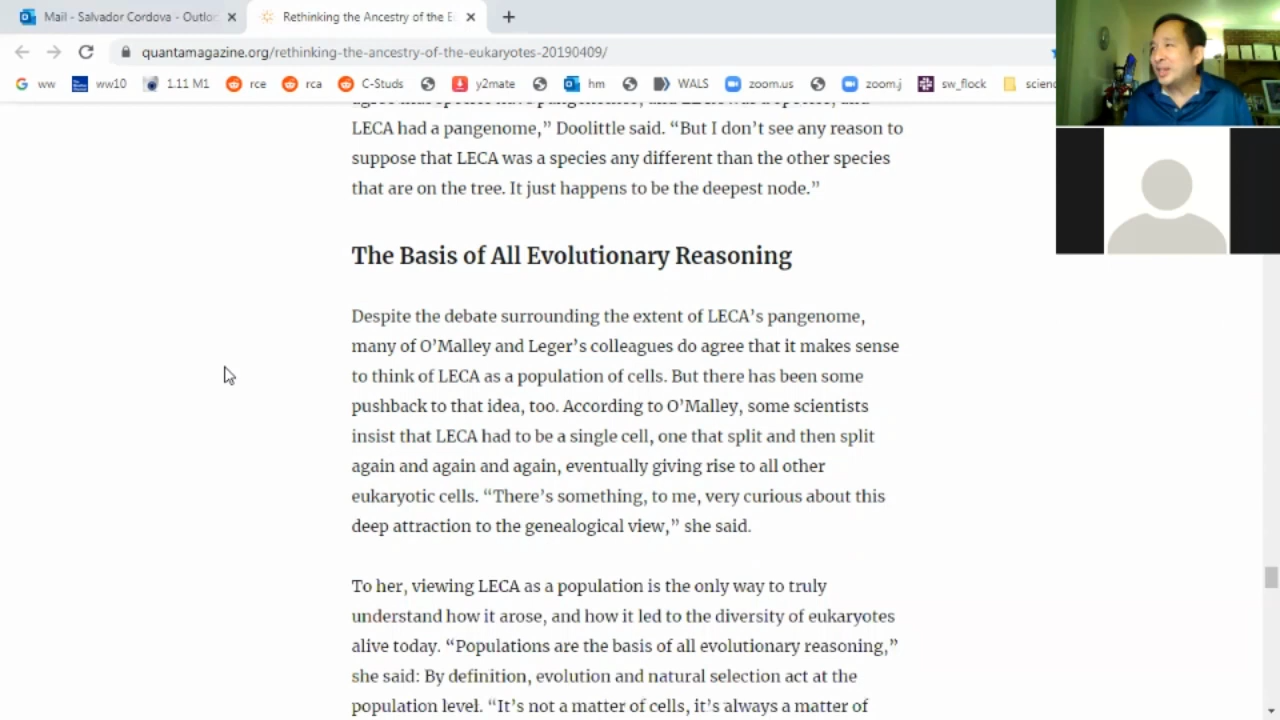 Mail - Salvador Cordova - Outlo
Rethinking the Ancestry of the E
quantamagazine.org/rethinking-the-ancestry-of-the-eukaryotes-20190409/
ww ww10 1.11 M1 rce rca C-Studs y2mate hm WALS zoom.us zoom.j sw_flock scienc
LECA had a pangenome,” Doolittle said. “But I don’t see any reason to
suppose that LECA was a species any different than the other species
that are on the tree. It just happens to be the deepest node.”
The Basis of All Evolutionary Reasoning
Despite the debate surrounding the extent of LECA’s pangenome,
many of O’Malley and Leger’s colleagues do agree that it makes sense
to think of LECA as a population of cells. But there has been some
pushback to that idea, too. According to O’Malley, some scientists
insist that LECA had to be a single cell, one that split and then split
again and again and again, eventually giving rise to all other
eukaryotic cells. “There’s something, to me, very curious about this
deep attraction to the genealogical view,” she said.
To her, viewing LECA as a population is the only way to truly
understand how it arose, and how it led to the diversity of eukaryotes
alive today. “Populations are the basis of all evolutionary reasoning,”
she said: By definition, evolution and natural selection act at the
population level. “It’s not a matter of cells, it’s always a matter of